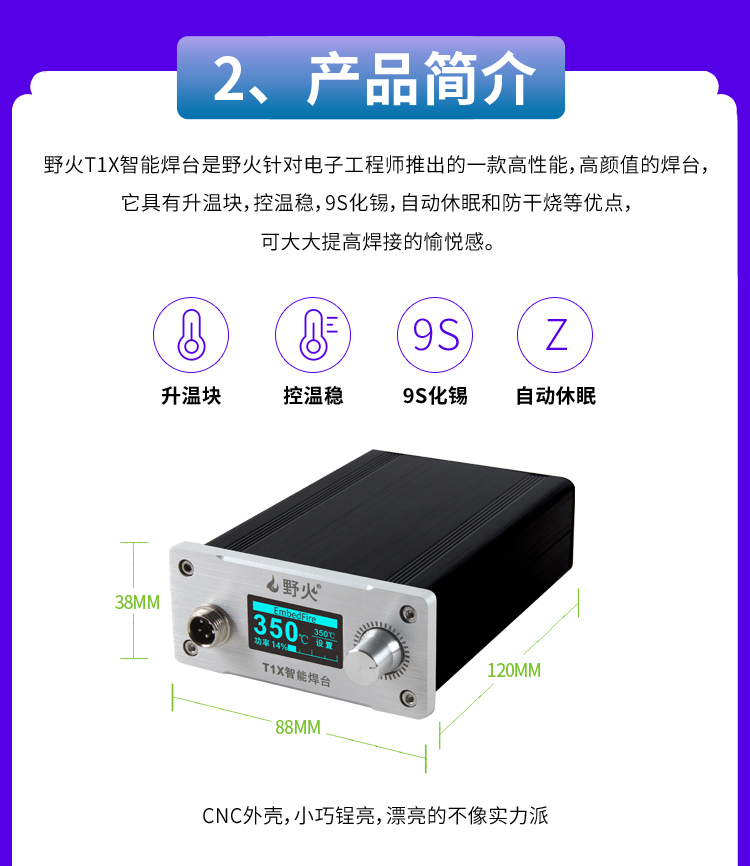 2、产品简介
野火T1X智能焊台是野火针对电子工程师推出的一款高性能，高颜值的焊台，
它具有升温块，控温稳，9S化锡，自动休眠和防干烧等优点，
可大大提高焊接的愉悦感。
9S
Z
升温块
控温稳
9S化锡
自动休眠
38MM
野火®
EmbedFire
350℃
350℃
设置
功率14%
T1X智能焊台
120MM
88MM
CNC外壳，小巧锃亮，漂亮的不像实力派